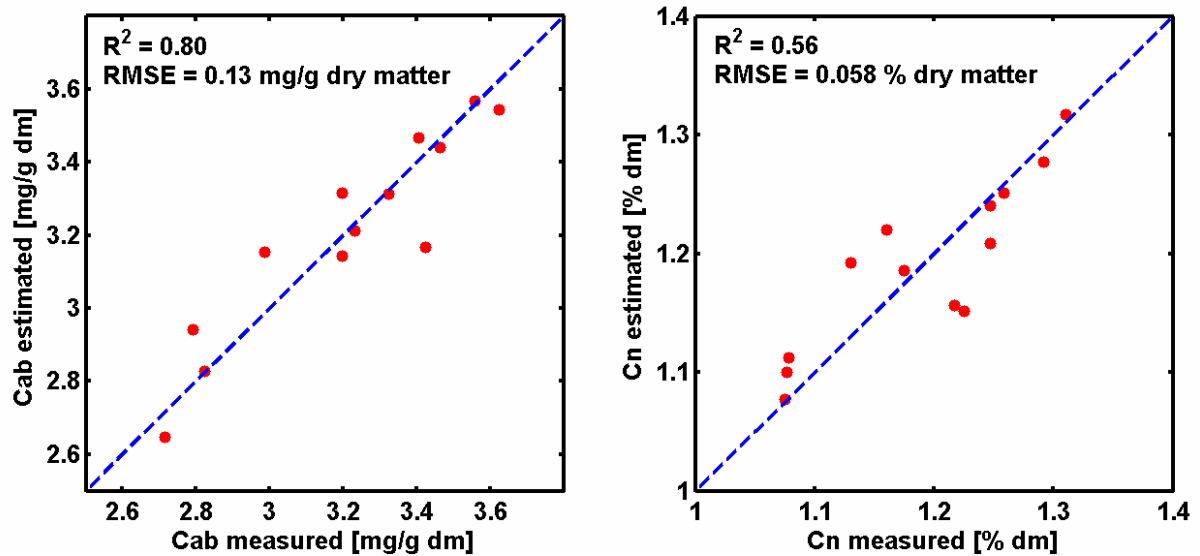 R² = 0.80
RMSE = 0.13 mg/g dry matter
Cab estimated [mg/g dm]
3.6
3.4
3.2
3
2.8
2.6
2.6 2.8 3 3.2 3.4 3.6
Cab measured [mg/g dm]
R² = 0.56
RMSE = 0.058 % dry matter
Cn estimated [% dm]
1.4
1.3
1.2
1.1
1
1 1.1 1.2 1.3 1.4
Cn measured [% dm]